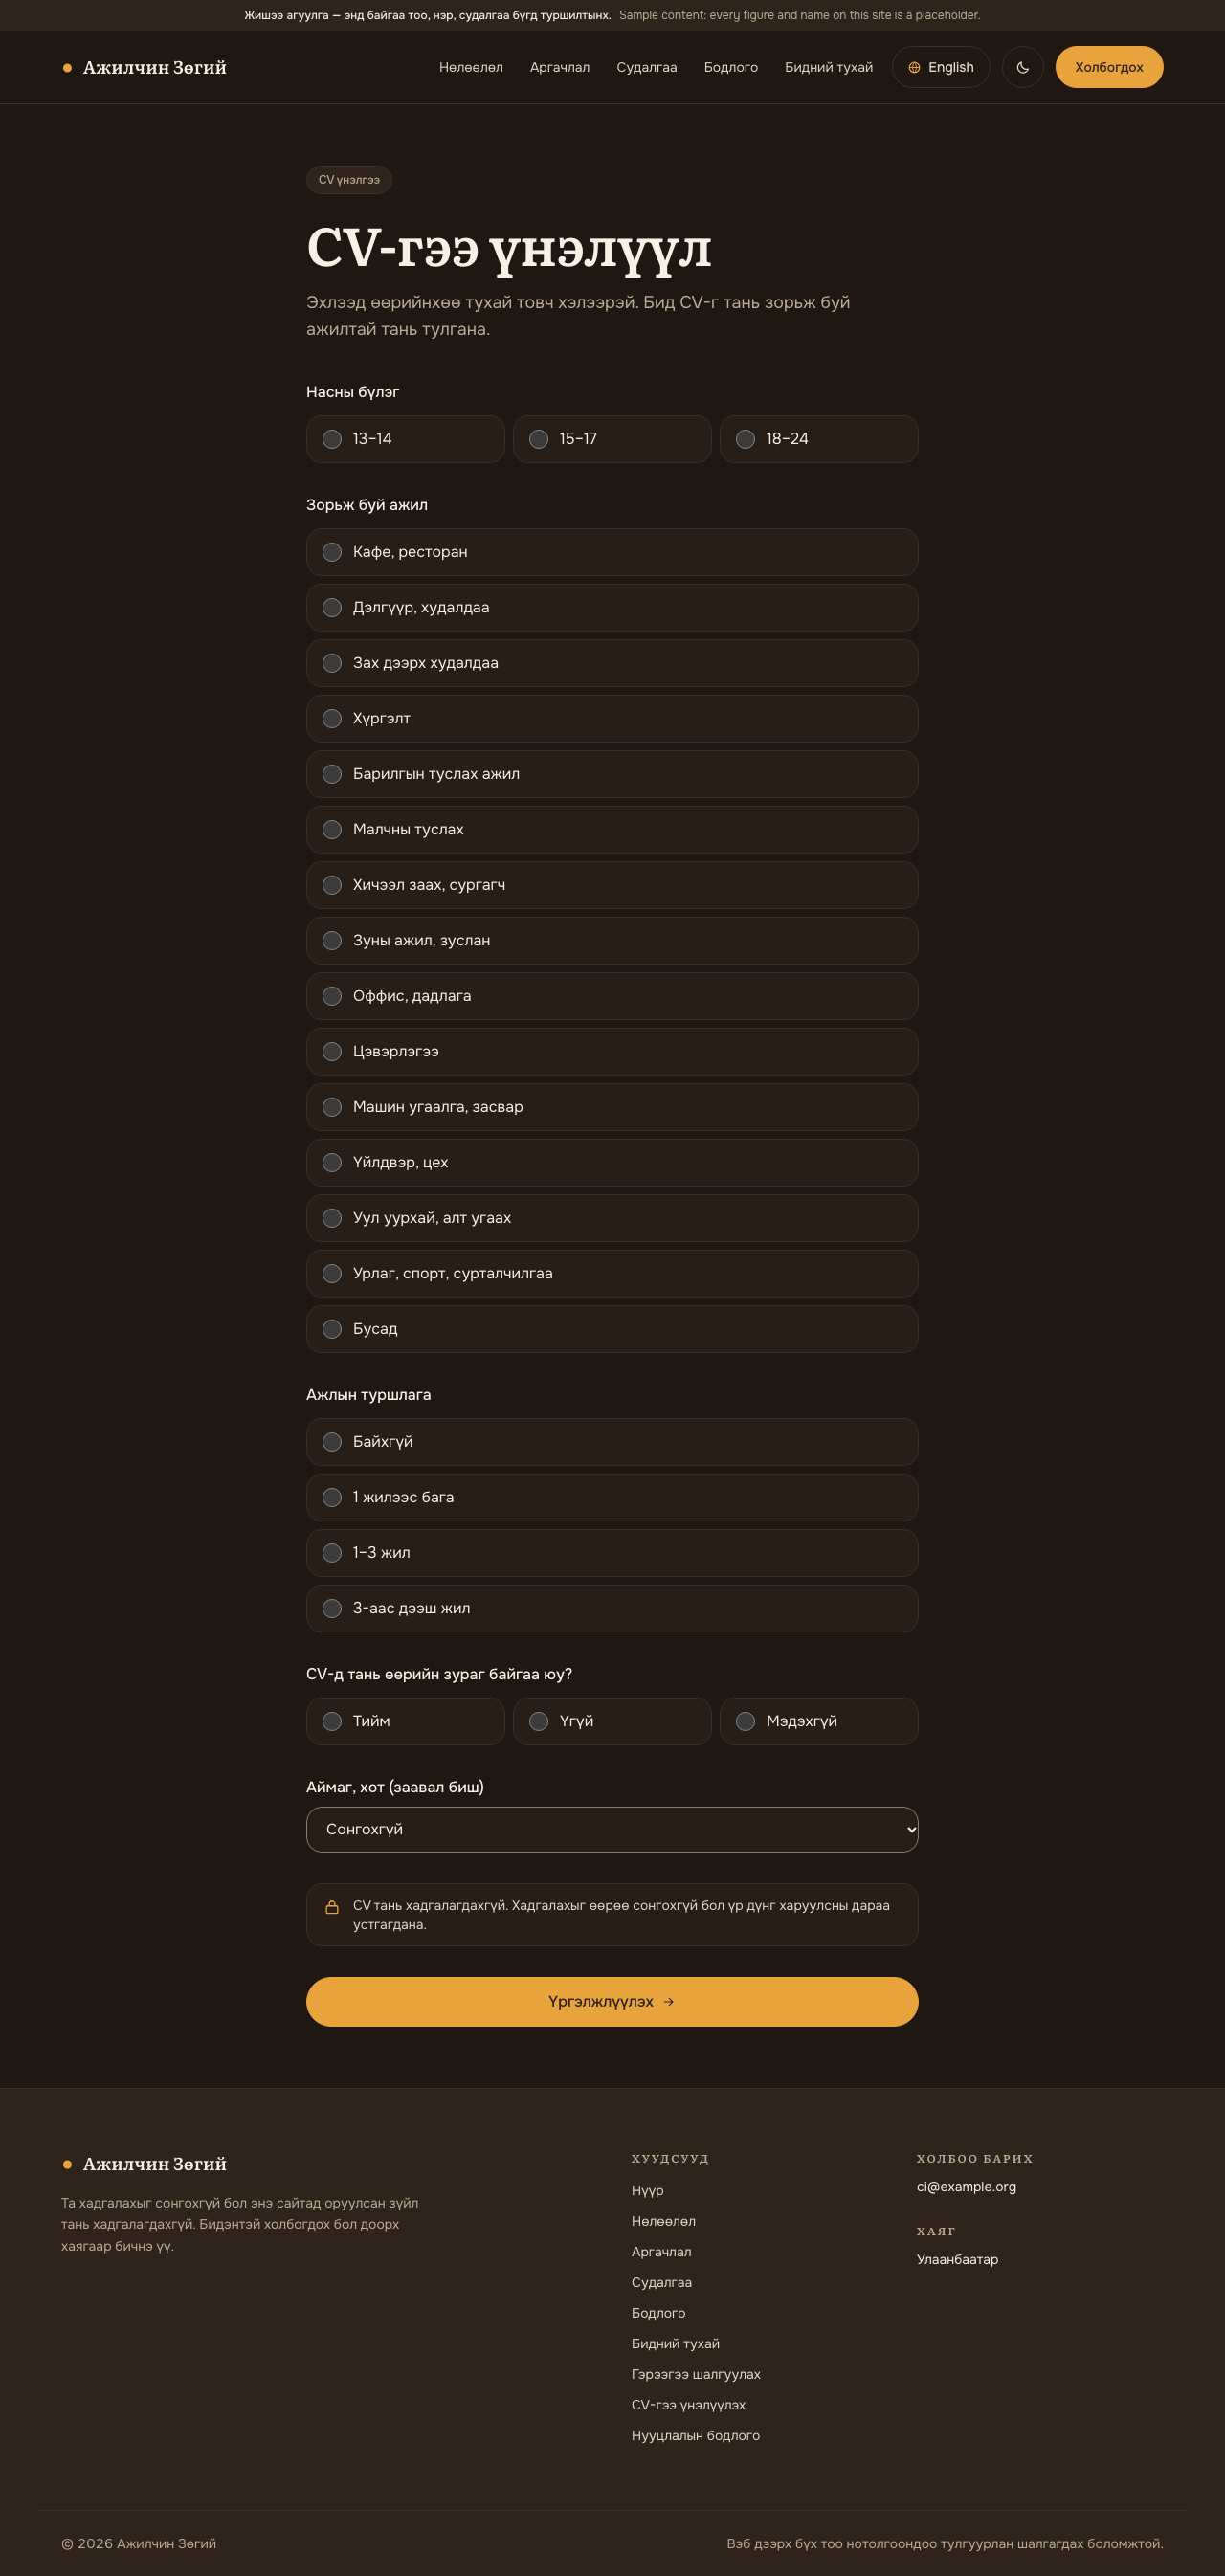 Жишээ агуулга — энд байгаа тоо, нэр, судалгаа бүгд туршилтынх. Sample content: every figure and name on this site is a placeholder.
Ажилчин Зөгий
Нөлөөлөл
Аргачлал
Судалгаа
Бодлого
Бидний тухай
English
Холбогдох
CV үнэлгээ
CV-гээ үнэлүүл
Эхлээд өөрийнхөө тухай товч хэлээрэй. Бид CV-г тань зорьж буй
ажилтай тань тулгана.
Насны бүлэг
13–14
15–17
18–24
Зорьж буй ажил
Кафе, ресторан
Дэлгүүр, худалдаа
Зах дээрх худалдаа
Хүргэлт
Барилгын туслах ажил
Малчны туслах
Хичээл заах, сургагч
Зуны ажил, зуслан
Оффис, дадлага
Цэвэрлэгээ
Машин угаалга, засвар
Үйлдвэр, цех
Уул уурхай, алт угаах
Урлаг, спорт, сурталчилгаа
Бусад
Ажлын туршлага
Байхгүй
1 жилээс бага
1–3 жил
3-аас дээш жил
CV-д тань өөрийн зураг байгаа юу?
Тийм
Үгүй
Мэдэхгүй
Аймаг, хот (заавал биш)
Сонгохгүй
CV тань хадгалагдахгүй. Хадгалахыг өөрөө сонгохгүй бол үр дүнг харуулсны дараа
устгагдана.
Үргэлжлүүлэх →
Ажилчин Зөгий
Та хадгалахыг сонгохгүй бол энэ сайтад оруулсан зүйл
тань хадгалагдахгүй. Бидэнтэй холбогдох бол доорх
хаягаар бичнэ үү.
ХУУДСУУД
Нүүр
Нөлөөлөл
Аргачлал
Судалгаа
Бодлого
Бидний тухай
Гэрээгээ шалгуулах
CV-гээ үнэлүүлэх
Нууцлалын бодлого
ХОЛБОО БАРИХ
ci@example.org
ХАЯГ
Улаанбаатар
© 2026 Ажилчин Зөгий
Вэб дээрх бүх тоо нотолгоондоо тулгуурлан шалгагдах боломжтой.